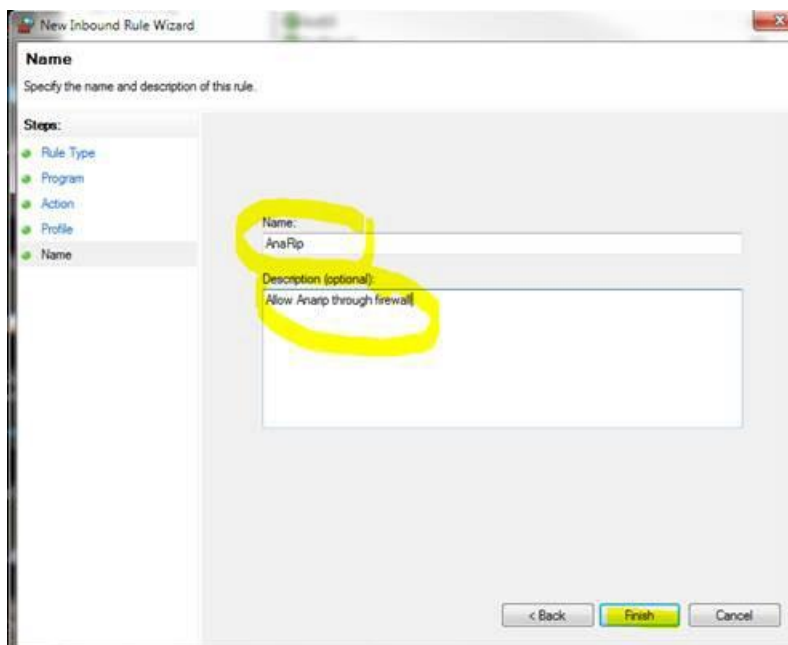 New Inbound Rule Wizard
Name
Specify the name and description of this rule.
Steps:
Rule Type
Program
Action
Profile
Name
Name:
AnaRip
Description (optional):
Allow Anarip through firewall
< Back
Finish
Cancel